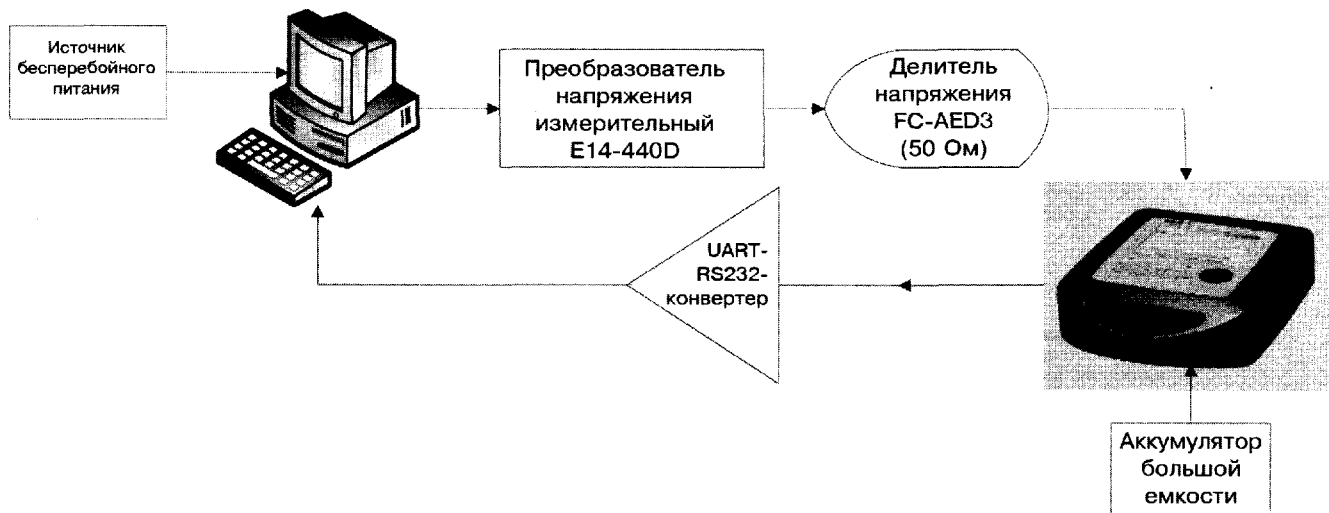 Источник
бесперебойного
питания
Преобразователь
напряжения
измерительный
E14-440D
Делитель
напряжения
FC-AED3
(50 Ом)
UART-
RS232-
конвертер
Аккумулятор
большой
емкости